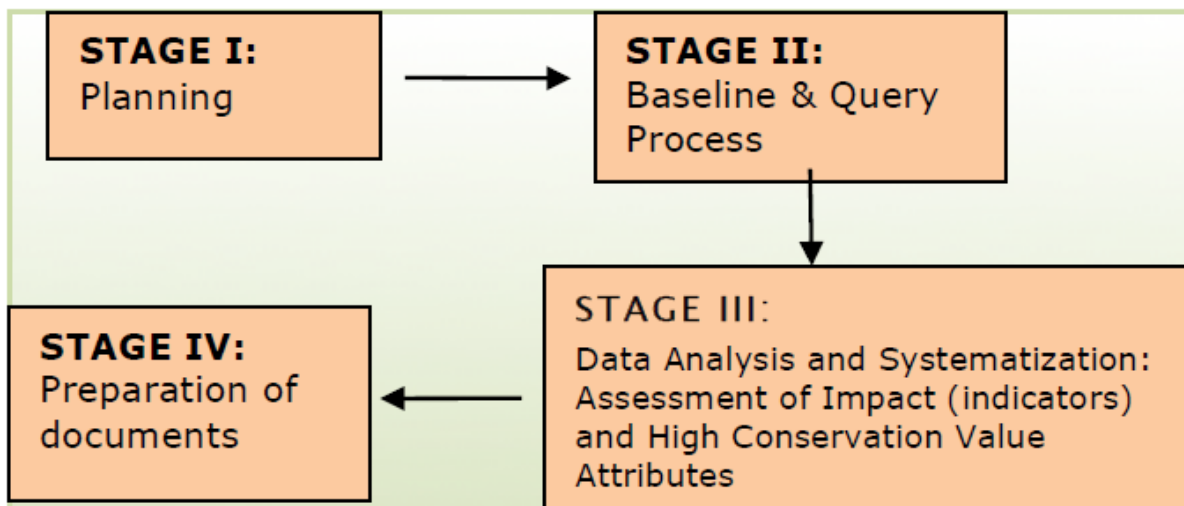 STAGE I:
Planning
STAGE II:
Baseline & Query
Process
STAGE III:
Data Analysis and Systematization:
Assessment of Impact (indicators)
and High Conservation Value
Attributes
STAGE IV:
Preparation of
documents